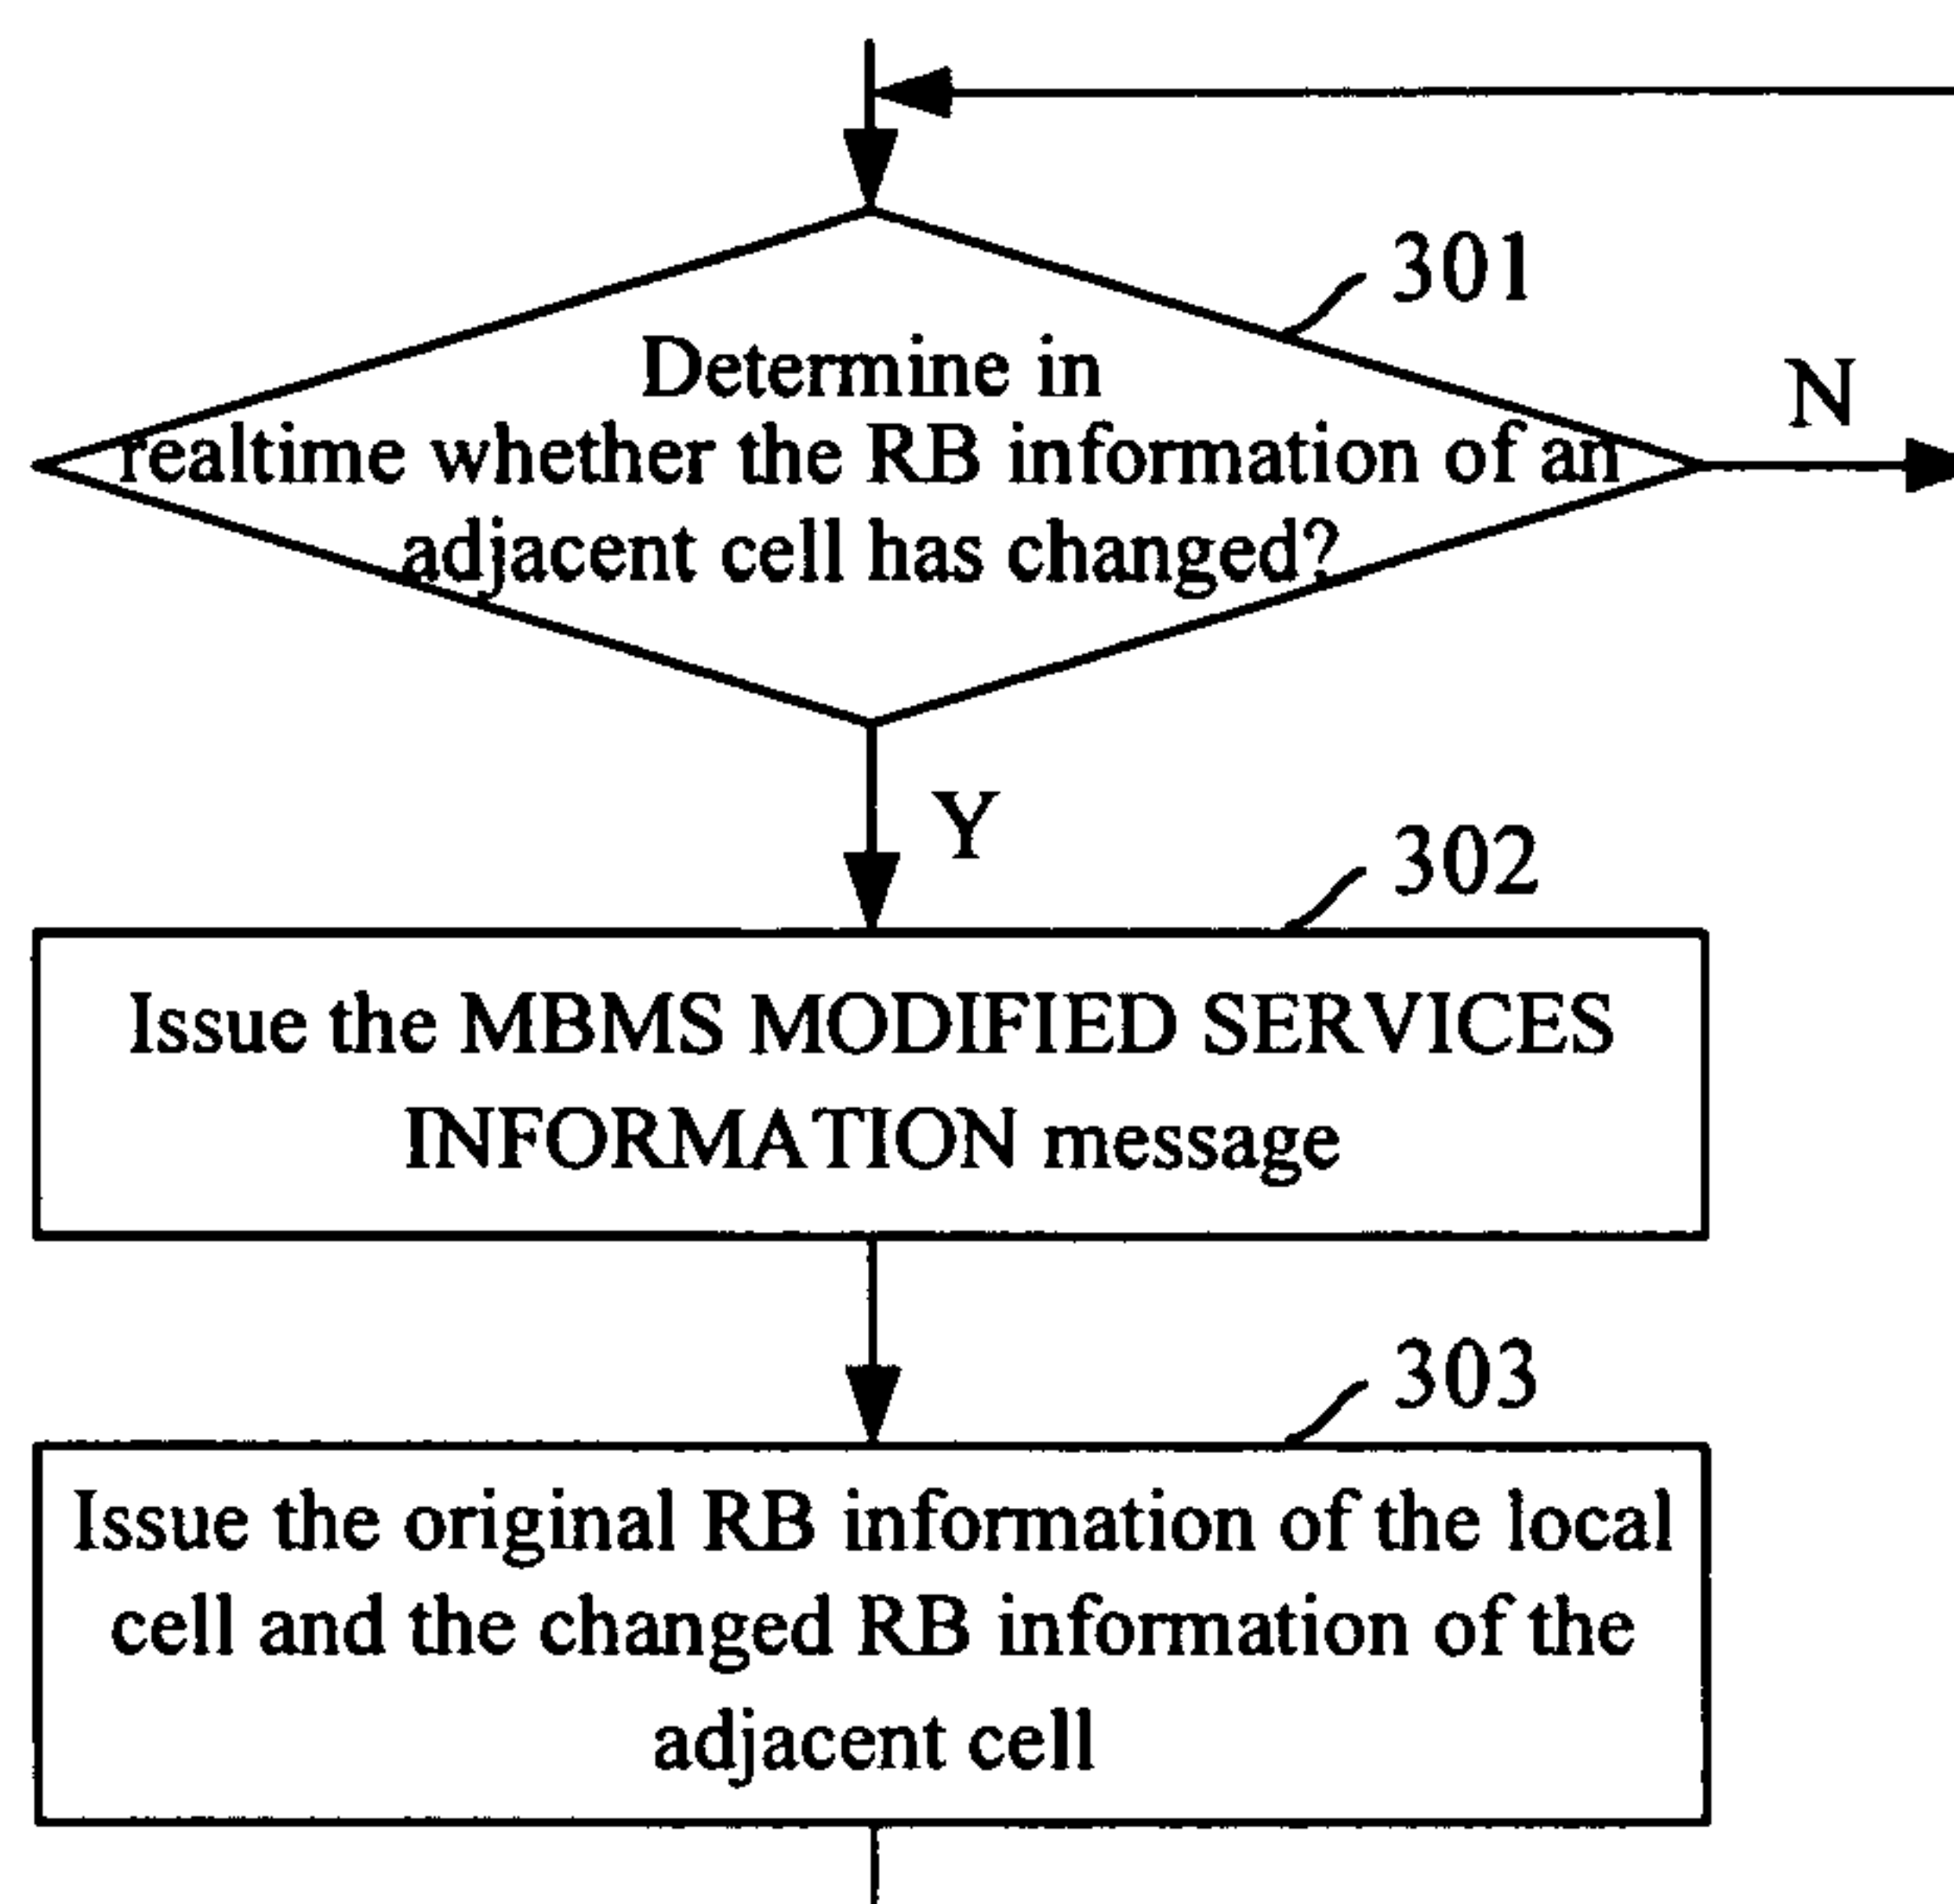 301
Determine in
realtime whether the RB information of an
adjacent cell has changed?
N
Y
302
Issue the MBMS MODIFIED SERVICES
INFORMATION message
303
Issue the original RB information of the local
cell and the changed RB information of the
adjacent cell